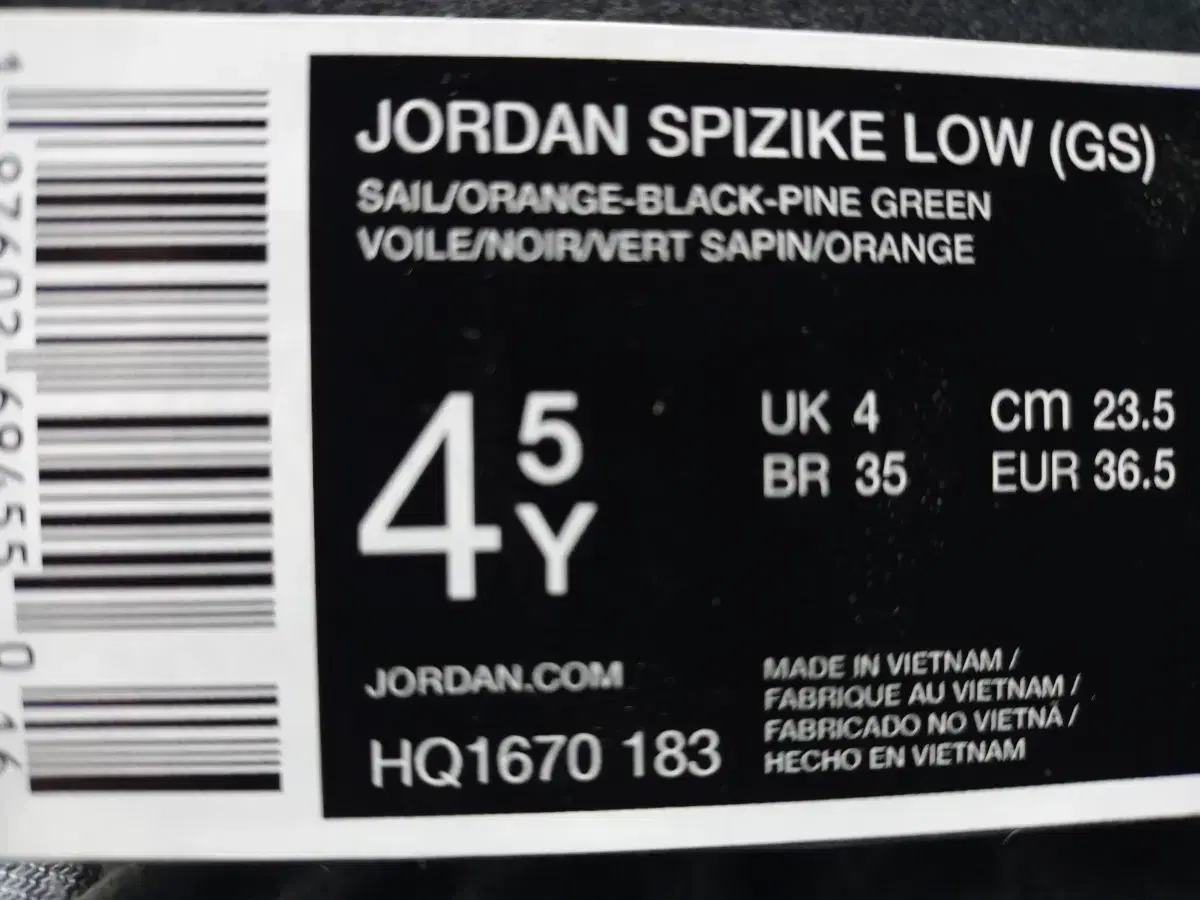 JORDAN SPIZIKE LOW (GS)
SAIL/ORANGE-BLACK-PINE GREEN
VOILE/NOIR/VERT SAPIN/ORANGE
4 5 Y
UK 4 cm 23.5
BR 35 EUR 36.5
JORDAN.COM
HQ1670 183
MADE IN VIETNAM /
FABRIQUE AU VIETNAM /
FABRICADO NO VIETNÃ /
HECHO EN VIETNAM